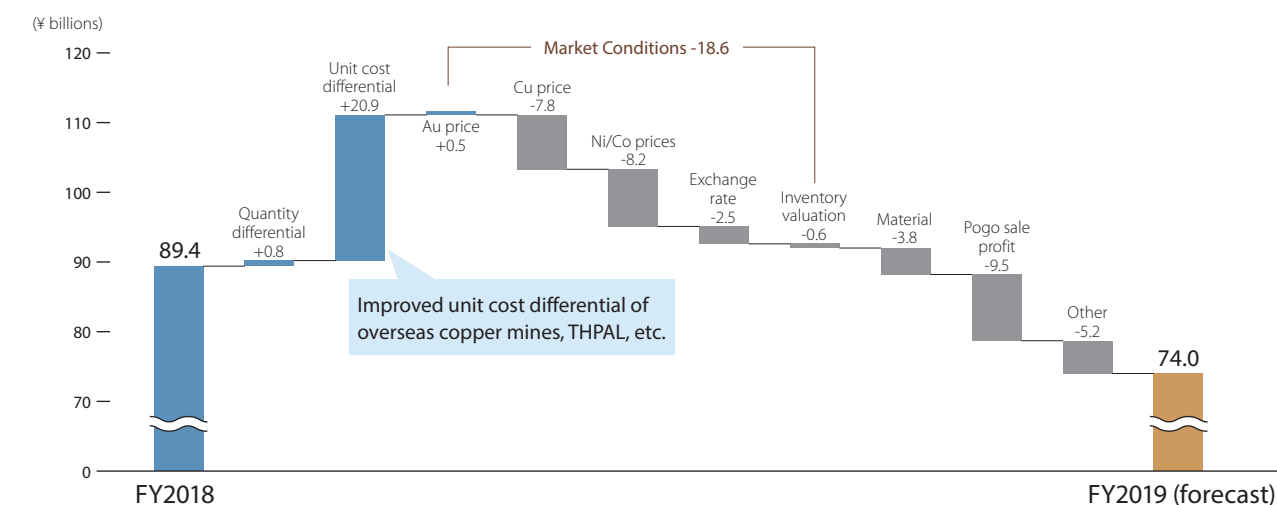 (¥ billions)
120
110
100
90
80
70
0
89.4
Quantity
differential
+0.8
Unit cost
differential
+20.9
Market Conditions -18.6
Au price
+0.5
Cu price
-7.8
Ni/Co prices
-8.2
Exchange
rate
-2.5
Inventory
valuation
-0.6
Material
-3.8
Pogo sale
profit
-9.5
Other
-5.2
74.0
Improved unit cost differential of
overseas copper mines, THPAL, etc.
FY2018
FY2019 (forecast)